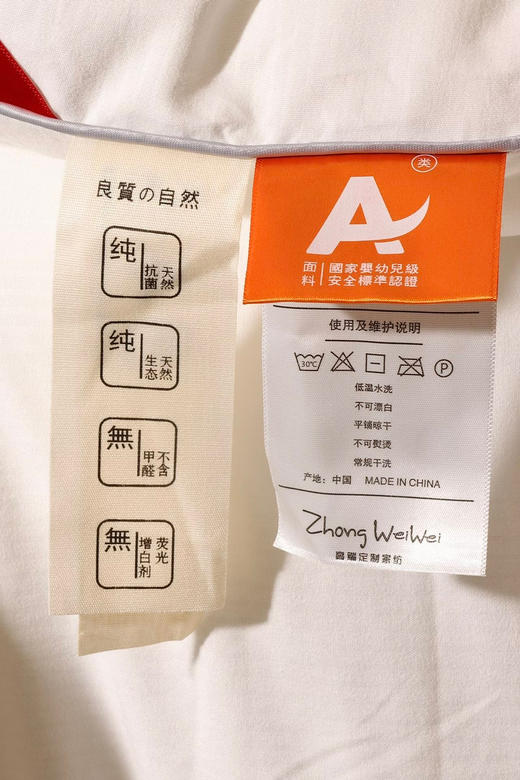 良質の自然
纯 天然抗菌
纯 天然生态
無 不含甲醛
無 荧光增白剂
A类
面料 國家嬰幼兒級
安全標準認證
使用及维护说明
30℃ P
低温水洗
不可漂白
平铺晾干
不可熨烫
常规干洗
产地：中国 MADE IN CHINA
Zhong WeiWei
高端定制家纺